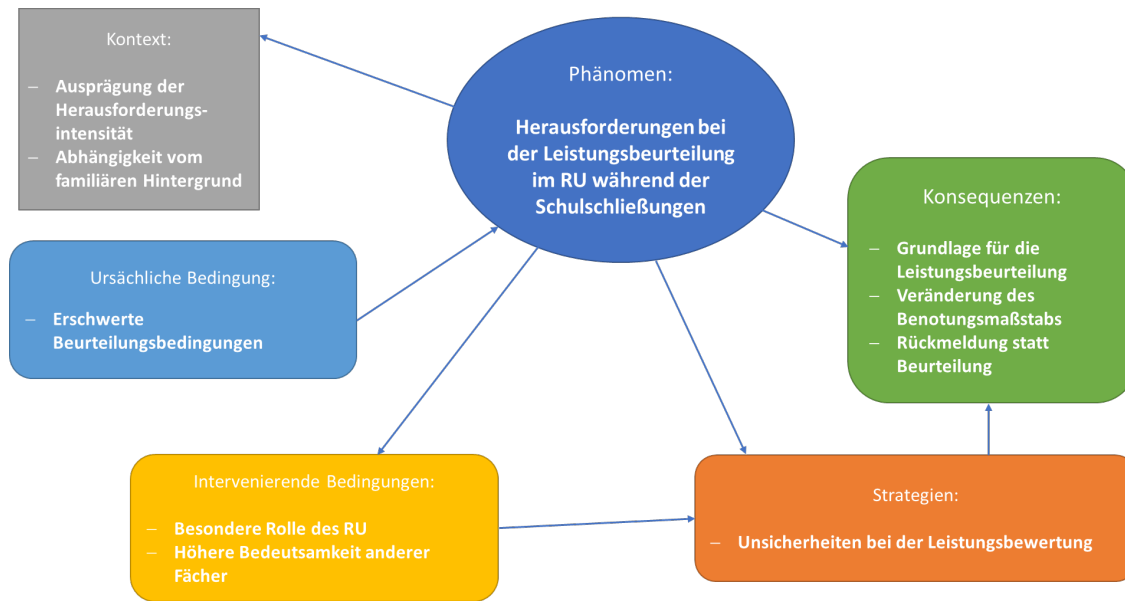 Kontext:
– Ausprägung der
Herausforderungs-
intensität
– Abhängigkeit vom
familiären Hintergrund
Phänomen:
Herausforderungen bei
der Leistungsbeurteilung
im RU während der
Schulschließungen
Konsequenzen:
– Grundlage für die
Leistungsbeurteilung
– Veränderung des
Benotungsmaßstabs
– Rückmeldung statt
Beurteilung
Ursächliche Bedingung:
– Erschwerte
Beurteilungsbedingungen
Intervenierende Bedingungen:
– Besondere Rolle des RU
– Höhere Bedeutsamkeit anderer
Fächer
Strategien:
– Unsicherheiten bei der Leistungsbewertung